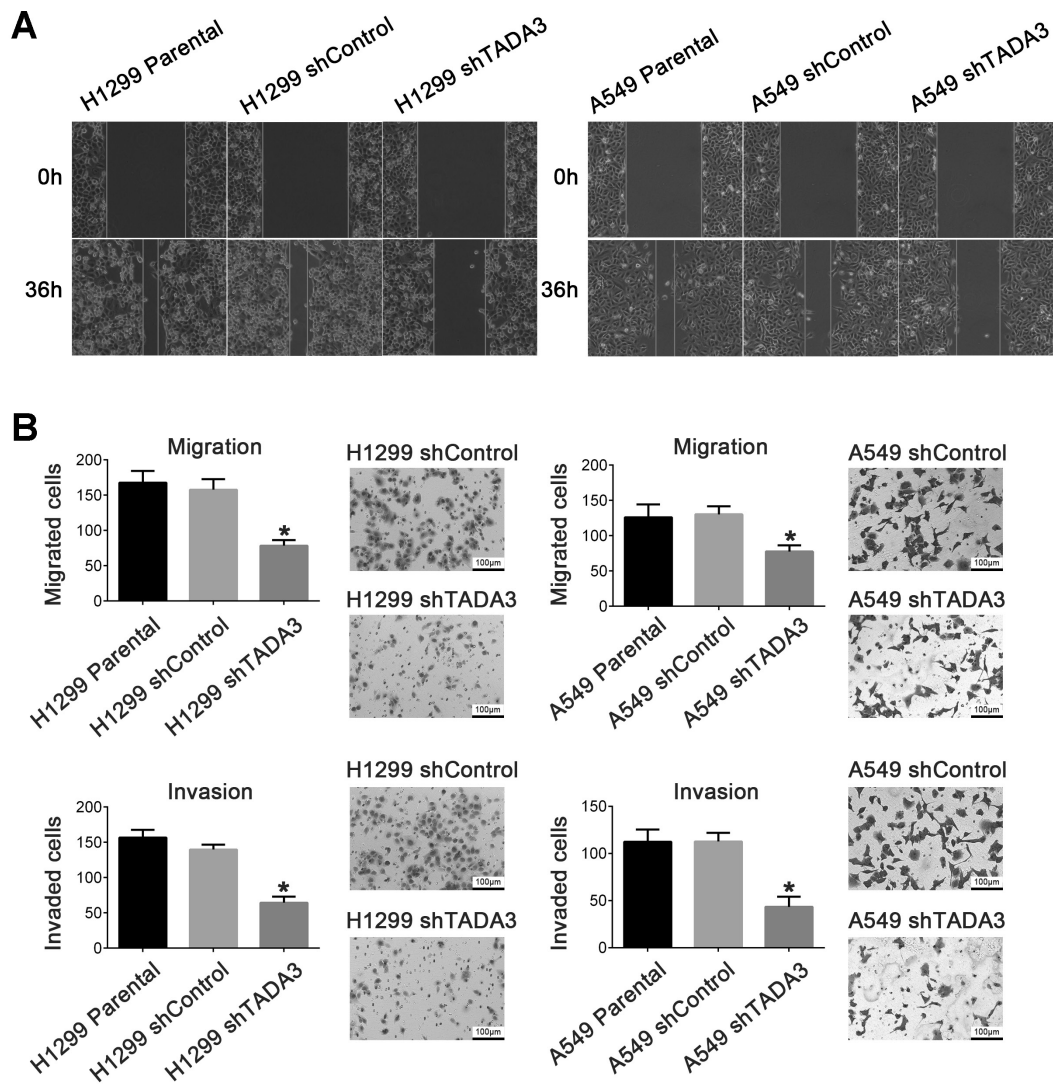 A
H1299 Parental
H1299 shControl
H1299 shTADA3
A549 Parental
A549 shControl
A549 shTADA3
0h
0h
36h
36h
B
Migration
Migrated cells
200
150
100
50
0
*
H1299 Parental
H1299 shControl
H1299 shTADA3
H1299 shControl
100μm
H1299 shTADA3
100μm
Migration
Migrated cells
200
150
100
50
0
*
A549 Parental
A549 shControl
A549 shTADA3
A549 shControl
100μm
A549 shTADA3
100μm
Invasion
Invaded cells
200
150
100
50
0
*
H1299 Parental
H1299 shControl
H1299 shTADA3
H1299 shControl
100μm
H1299 shTADA3
100μm
Invasion
Invaded cells
150
100
50
0
*
A549 Parental
A549 shControl
A549 shTADA3
A549 shControl
100μm
A549 shTADA3
100μm